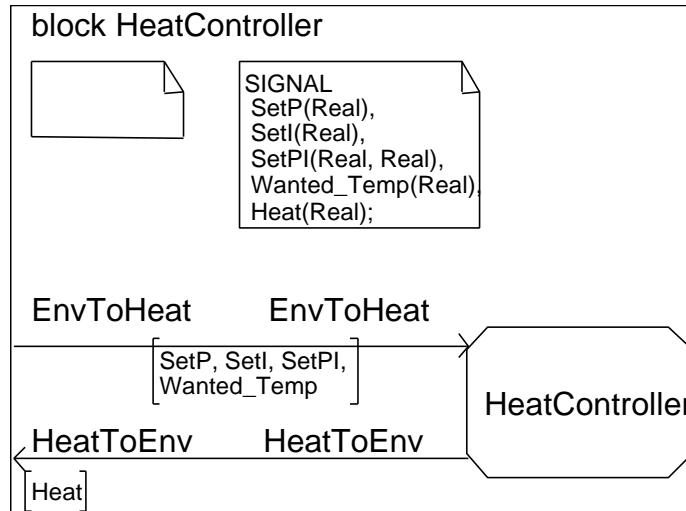 block HeatController
SIGNAL
SetP(Real),
SetI(Real),
SetPI(Real, Real),
Wanted_Temp(Real),
Heat(Real);
EnvToHeat EnvToHeat
SetP, SetI, SetPI,
Wanted_Temp
HeatController
HeatToEnv HeatToEnv
Heat